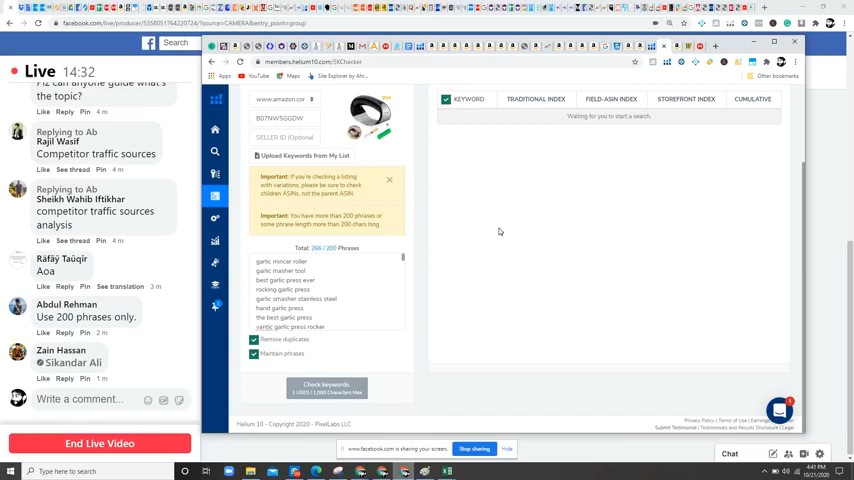 facebook.com/live/producer/5358051764220724/?source=CAMERA&entry_point=group
Search
Live 14:32
Plz can anyone guide what's
the topic?
Like Reply Pin 4 m
Replying to Ab
Rajil Wasif
Competitor traffic sources
Like See thread Pin 4 m
Replying to Ab
Sheikh Wahib Iftikhar
competitor traffic sources
analysis
Like See thread Pin 4 m
Räfäÿ Taùqïr
Aoa
Like Reply Pin See translation 3 m
Abdul Rehman
Use 200 phrases only.
Like Reply Pin 2 m
Zain Hassan
Sikandar Ali
Like Reply Pin 1 m
Write a comment...
End Live Video
members.helium10.com/SKChecker
Apps YouTube Maps Site Explorer by Ahr... Other bookmarks
www.amazon.cor
B07NWSGGDW
SELLER ID (Optional
Upload Keywords from My List
Important: If you're checking a
listing with variations, please be sure to check
children ASINs, not the parent
ASIN.
Important: You have more than 200 phrases or
some phrase length more than 200 chars long
Total: 266 / 200 Phrases
garlic mincer roller
garlic masher tool
best garlic press ever
rocking garlic press
garlic smasher stainless steel
hand garlic press
the best garlic press
vantic garlic press rocker
Remove duplicates
Maintain phrases
Check keywords
1 USES / 1,000 Characters Max
KEYWORD TRADITIONAL INDEX FIELD-ASIN INDEX STOREFRONT INDEX CUMULATIVE
Waiting for you to start a search.
Helium 10 - Copyright 2020 - PixelLabs LLC
Privacy Policy | Terms of Use | Earnings Disclaimer
Submit Testimonial | Testimonials and Results Disclosure | Legal
1
www.facebook.com is sharing your screen. Stop sharing Hide
Chat
Type here to search
4:41 PM
10/21/2020